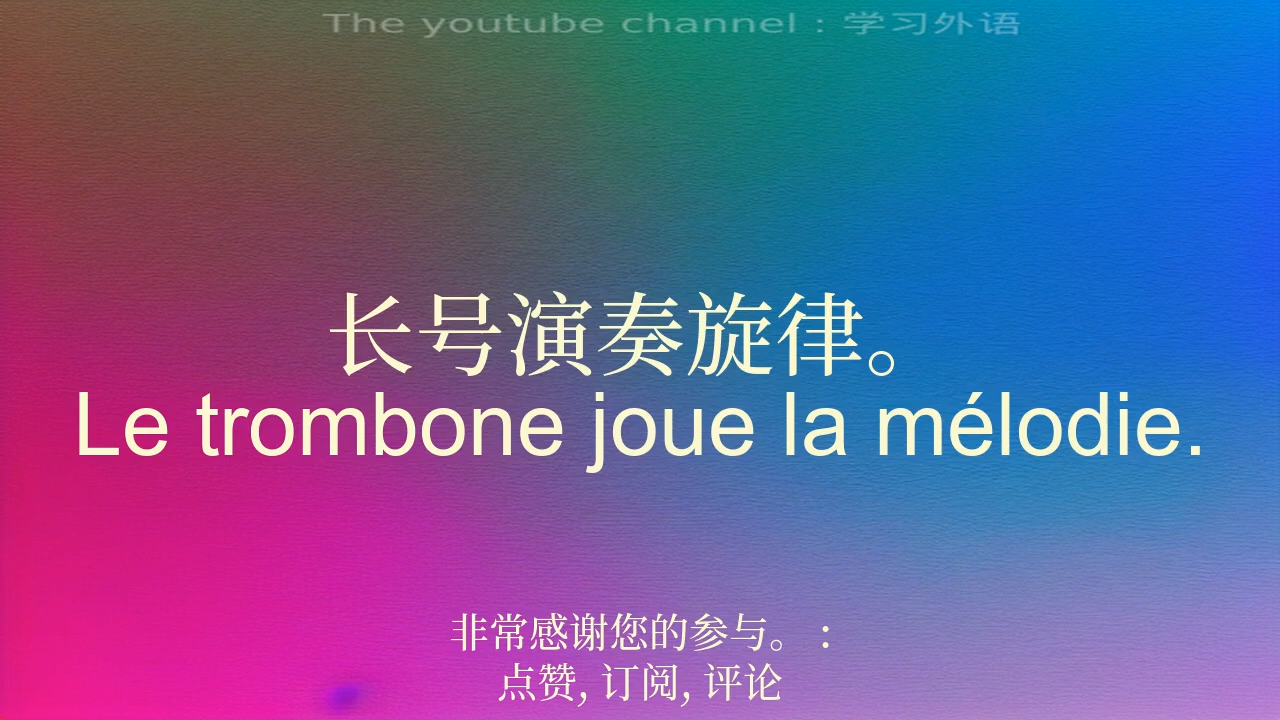 The youtube channel : 学习外语
长号演奏旋律。
Le trombone joue la mélodie.
非常感谢您的参与。 :
点赞, 订阅, 评论